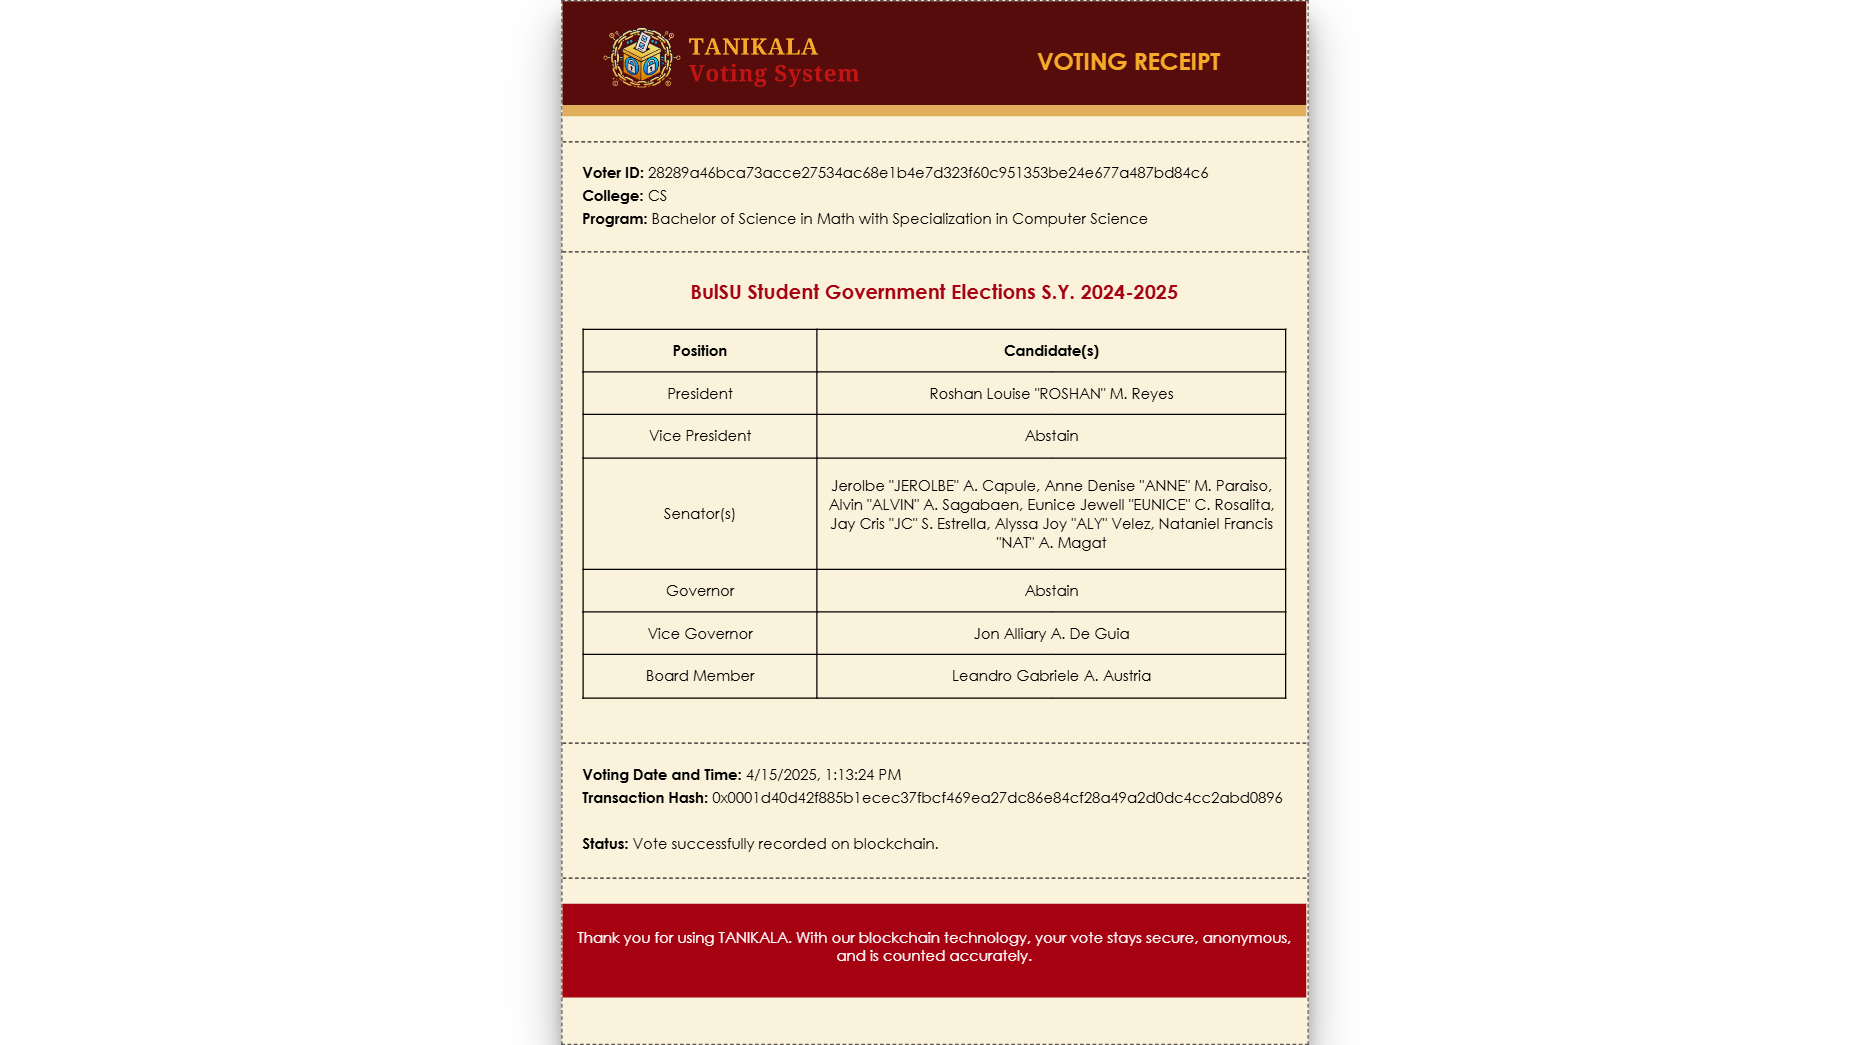 TANIKALA
Voting System
VOTING RECEIPT
Voter ID: 28289a46bca73acce27534ac68e1b4e7d323f60c951353be24e677a487bd84c6
College: CS
Program: Bachelor of Science in Math with Specialization in Computer Science
BulSU Student Government Elections S.Y. 2024-2025
Position Candidate(s)
President Roshan Louise "ROSHAN" M. Reyes
Vice President Abstain
Senator(s) Jerolbe "JEROLBE" A. Capule, Anne Denise "ANNE" M. Paraiso,
Alvin "ALVIN" A. Sagabaen, Eunice Jewell "EUNICE" C. Rosalita,
Jay Cris "JC" S. Estrella, Alyssa Joy "ALY" Velez, Nataniel Francis
"NAT" A. Magat
Governor Abstain
Vice Governor Jon Alliary A. De Guia
Board Member Leandro Gabriele A. Austria
Voting Date and Time: 4/15/2025, 1:13:24 PM
Transaction Hash: 0x0001d40d42f885b1ecec37fbcf469ea27dc86e84cf28a49a2d0dc4cc2abd0896
Status: Vote successfully recorded on blockchain.
Thank you for using TANIKALA. With our blockchain technology, your vote stays secure, anonymous,
and is counted accurately.